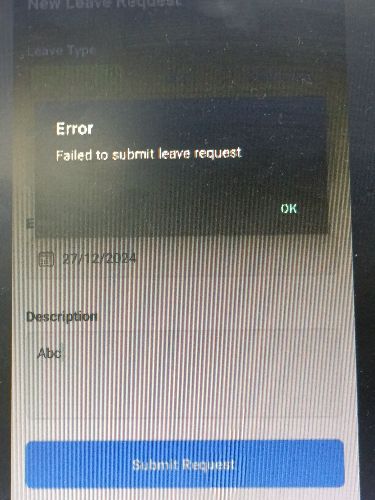 New Leave Request
Leave Type
Error
Failed to submit leave request
OK
27/12/2024
Description
Abc
Submit Request